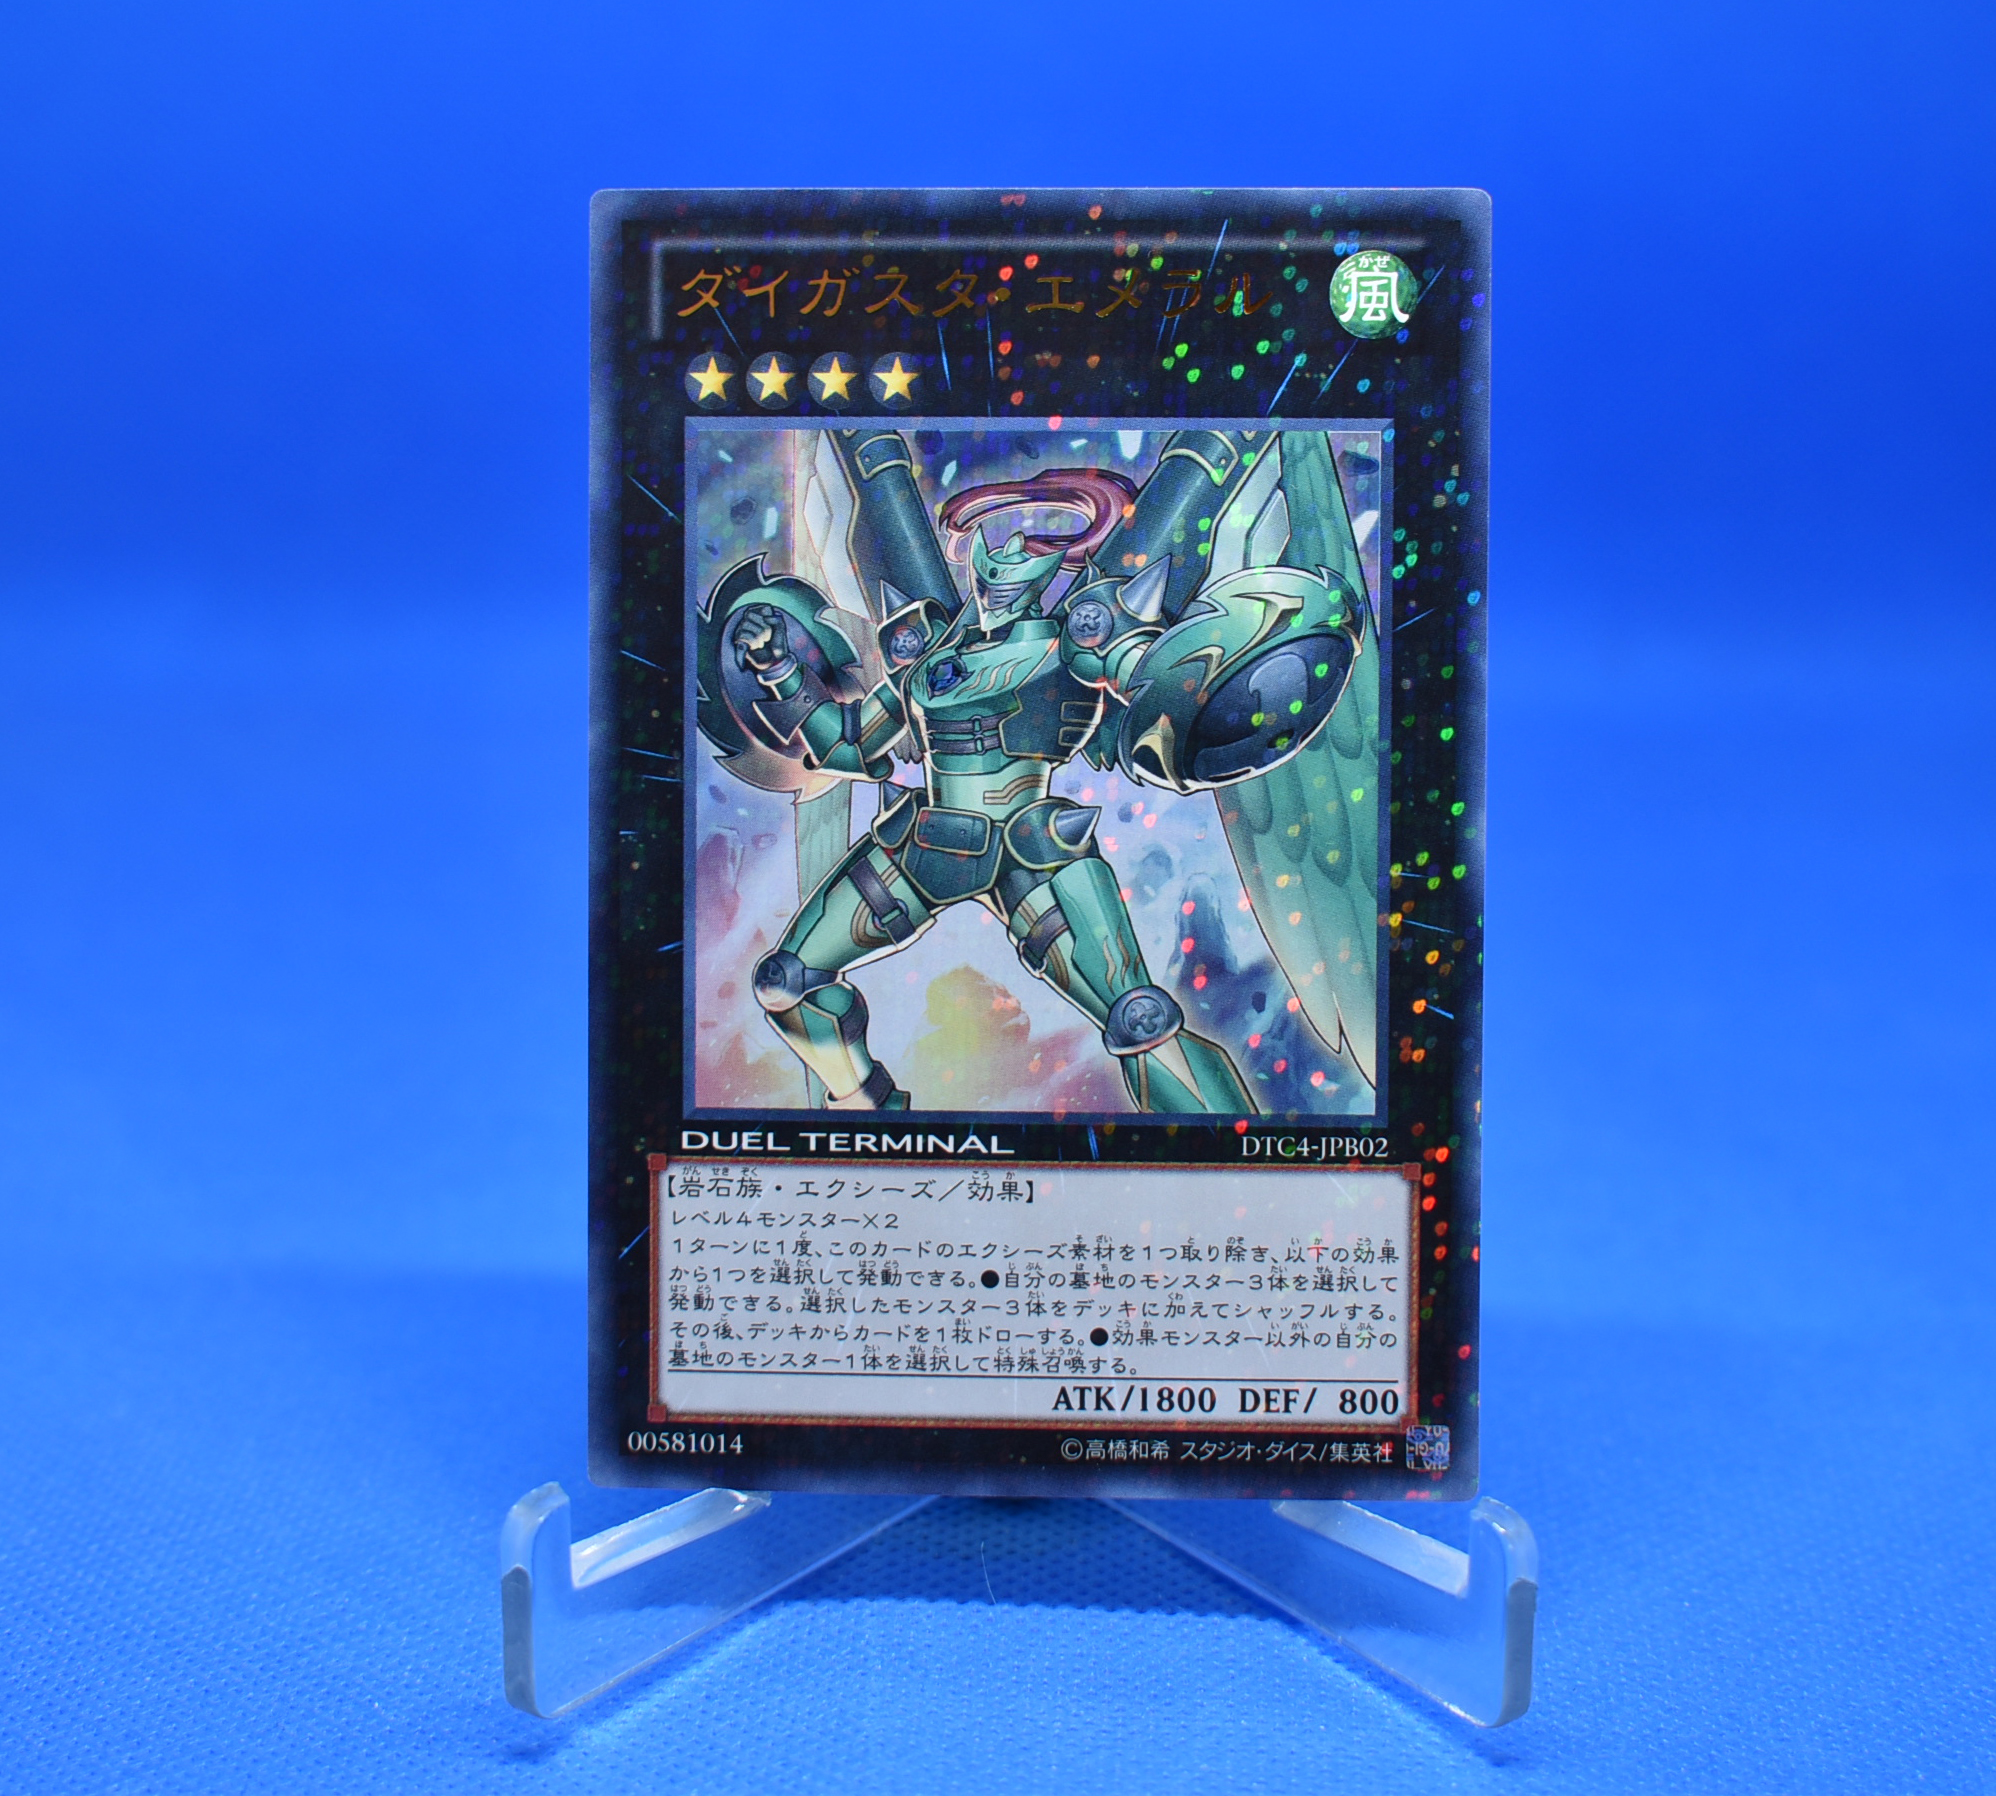 ダイガスタ・エメラル
風
DUEL TERMINAL
DTC4-JPB02
【岩石族・エクシーズ/効果】
レベル4モンスター×2
1ターンに1度、このカードのエクシーズ素材を1つ取り除き、以下の効果
から1つを選択して発動できる。●自分の墓地のモンスター3体を選択して
発動できる。選択したモンスター3体をデッキに加えてシャッフルする。
その後、デッキからカードを1枚ドローする。●効果モンスター以外の自分の
墓地のモンスター1体を選択して特殊召喚する。
ATK/1800 DEF/ 800
00581014
©高橋和希 スタジオ・ダイス/集英社